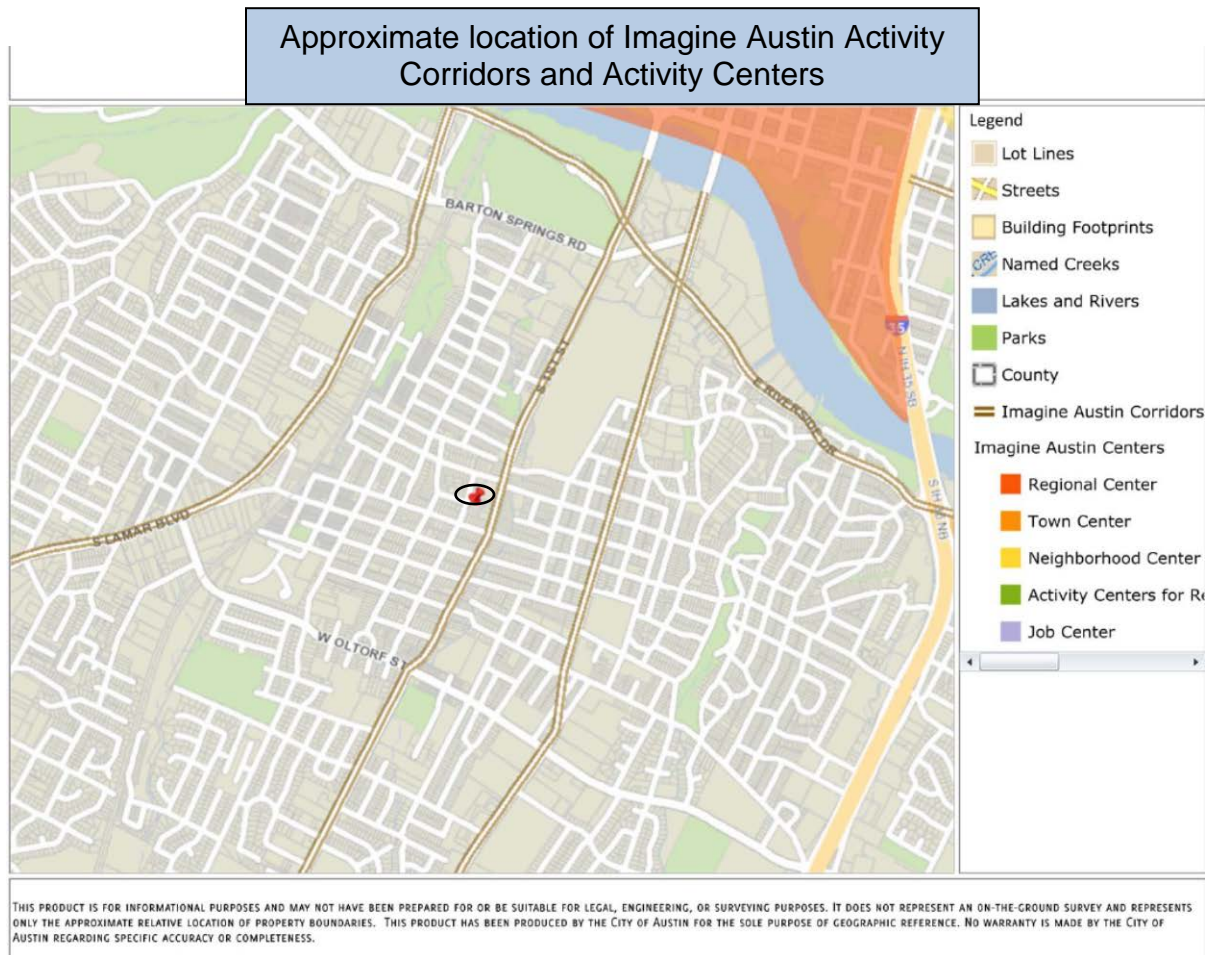 Approximate location of Imagine Austin Activity
Corridors and Activity Centers
BARTON SPRINGS RD
S 1ST ST
E RIVERSIDE DR
35
N IH 35 SB
S LAMAR BLVD
W OLTORF ST
Legend
Lot Lines
Streets
Building Footprints
Named Creeks
Lakes and Rivers
Parks
County
Imagine Austin Corridors
Imagine Austin Centers
Regional Center
Town Center
Neighborhood Center
Activity Centers for Re
Job Center
THIS PRODUCT IS FOR INFORMATIONAL PURPOSES AND MAY NOT HAVE BEEN PREPARED FOR OR BE SUITABLE FOR LEGAL, ENGINEERING, OR SURVEYING PURPOSES. IT DOES NOT REPRESENT AN ON-THE-GROUND SURVEY AND REPRESENTS
ONLY THE APPROXIMATE RELATIVE LOCATION OF PROPERTY BOUNDARIES. THIS PRODUCT HAS BEEN PRODUCED BY THE CITY OF AUSTIN FOR THE SOLE PURPOSE OF GEOGRAPHIC REFERENCE. NO WARRANTY IS MADE BY THE CITY OF
AUSTIN REGARDING SPECIFIC ACCURACY OR COMPLETENESS.